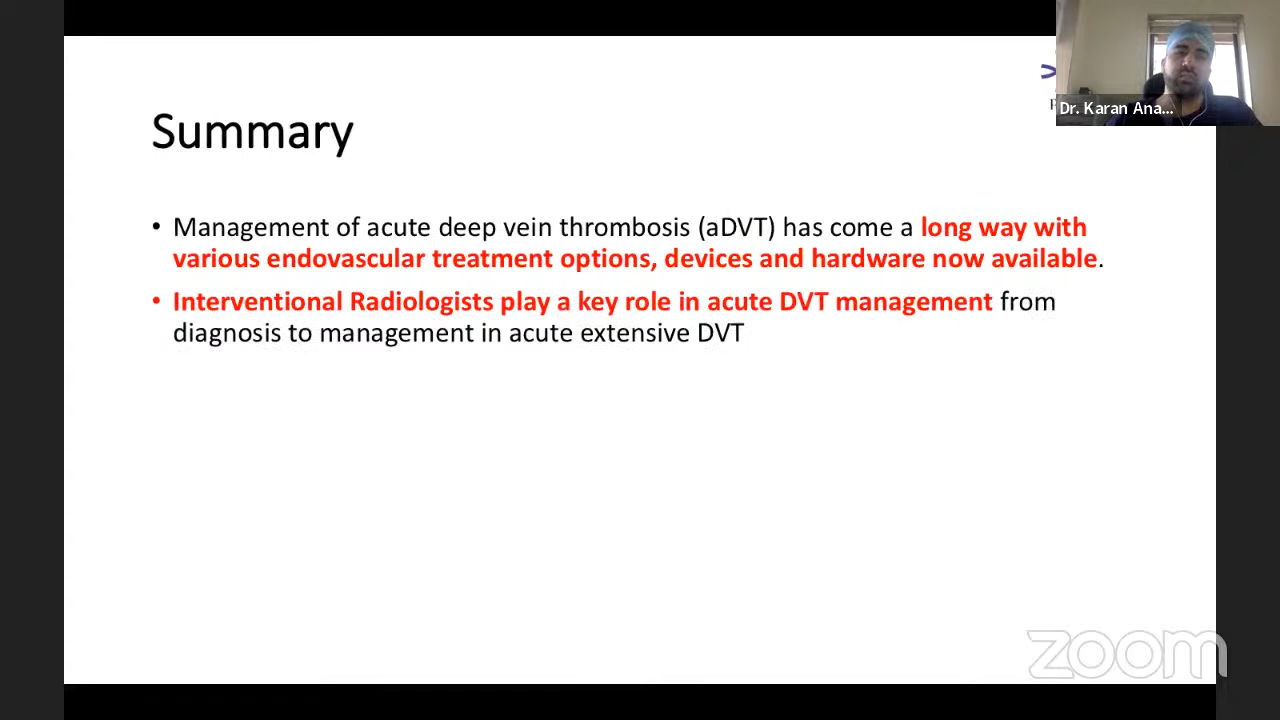 Dr. Karan Ana...
Summary
• Management of acute deep vein thrombosis (aDVT) has come a long way with
various endovascular treatment options, devices and hardware now available.
• Interventional Radiologists play a key role in acute DVT management from
diagnosis to management in acute extensive DVT
zoom